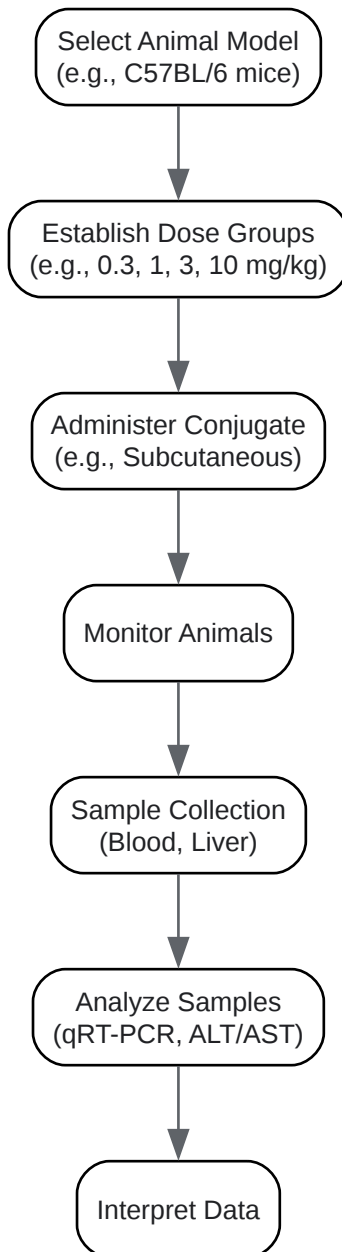 Select Animal Model
(e.g., C57BL/6 mice)
Establish Dose Groups
(e.g., 0.3, 1, 3, 10 mg/kg)
Administer Conjugate
(e.g., Subcutaneous)
Monitor Animals
Sample Collection
(Blood, Liver)
Analyze Samples
(qRT-PCR, ALT/AST)
Interpret Data